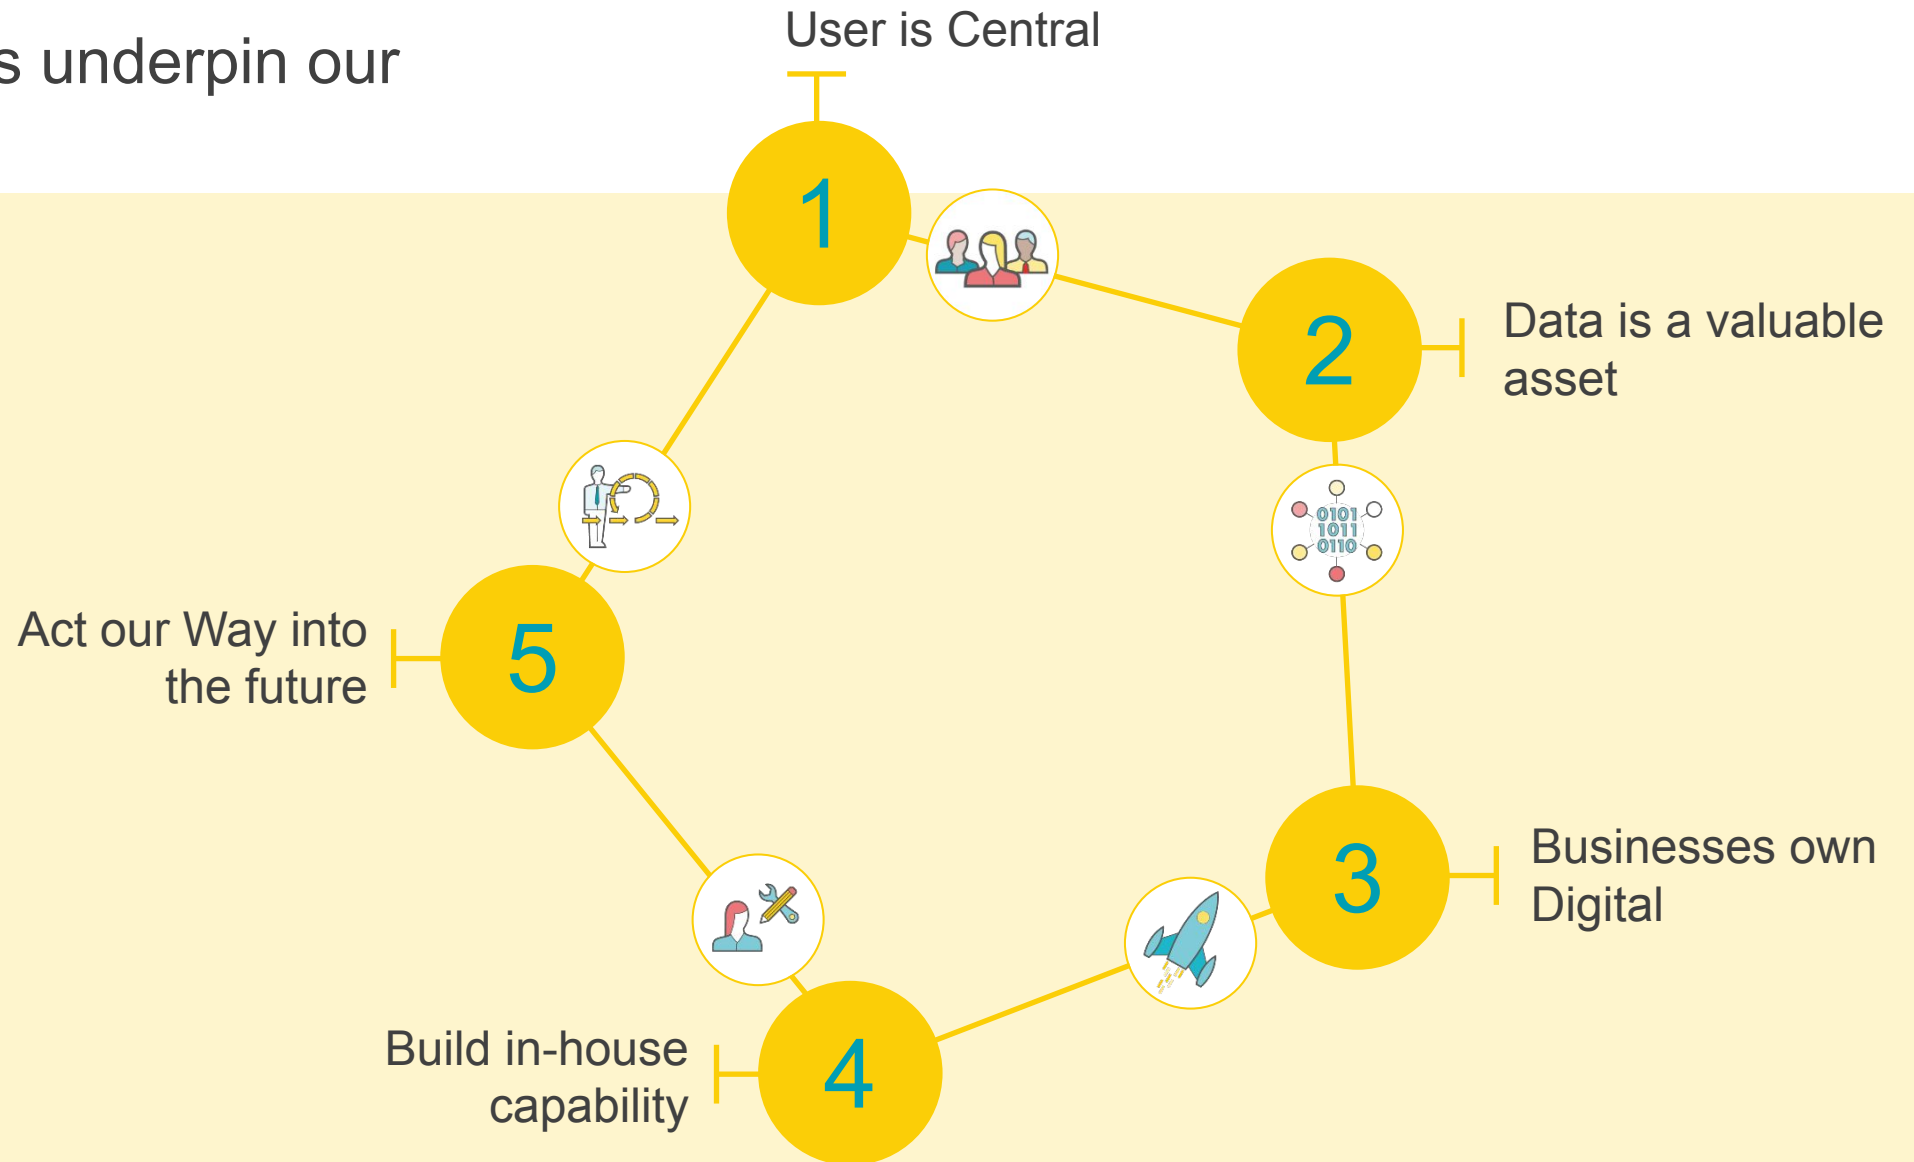 s underpin our
User is Central
1
2
Data is a valuable
asset
0101
1011
0110
3
Businesses own
Digital
4
Build in-house
capability
5
Act our Way into
the future